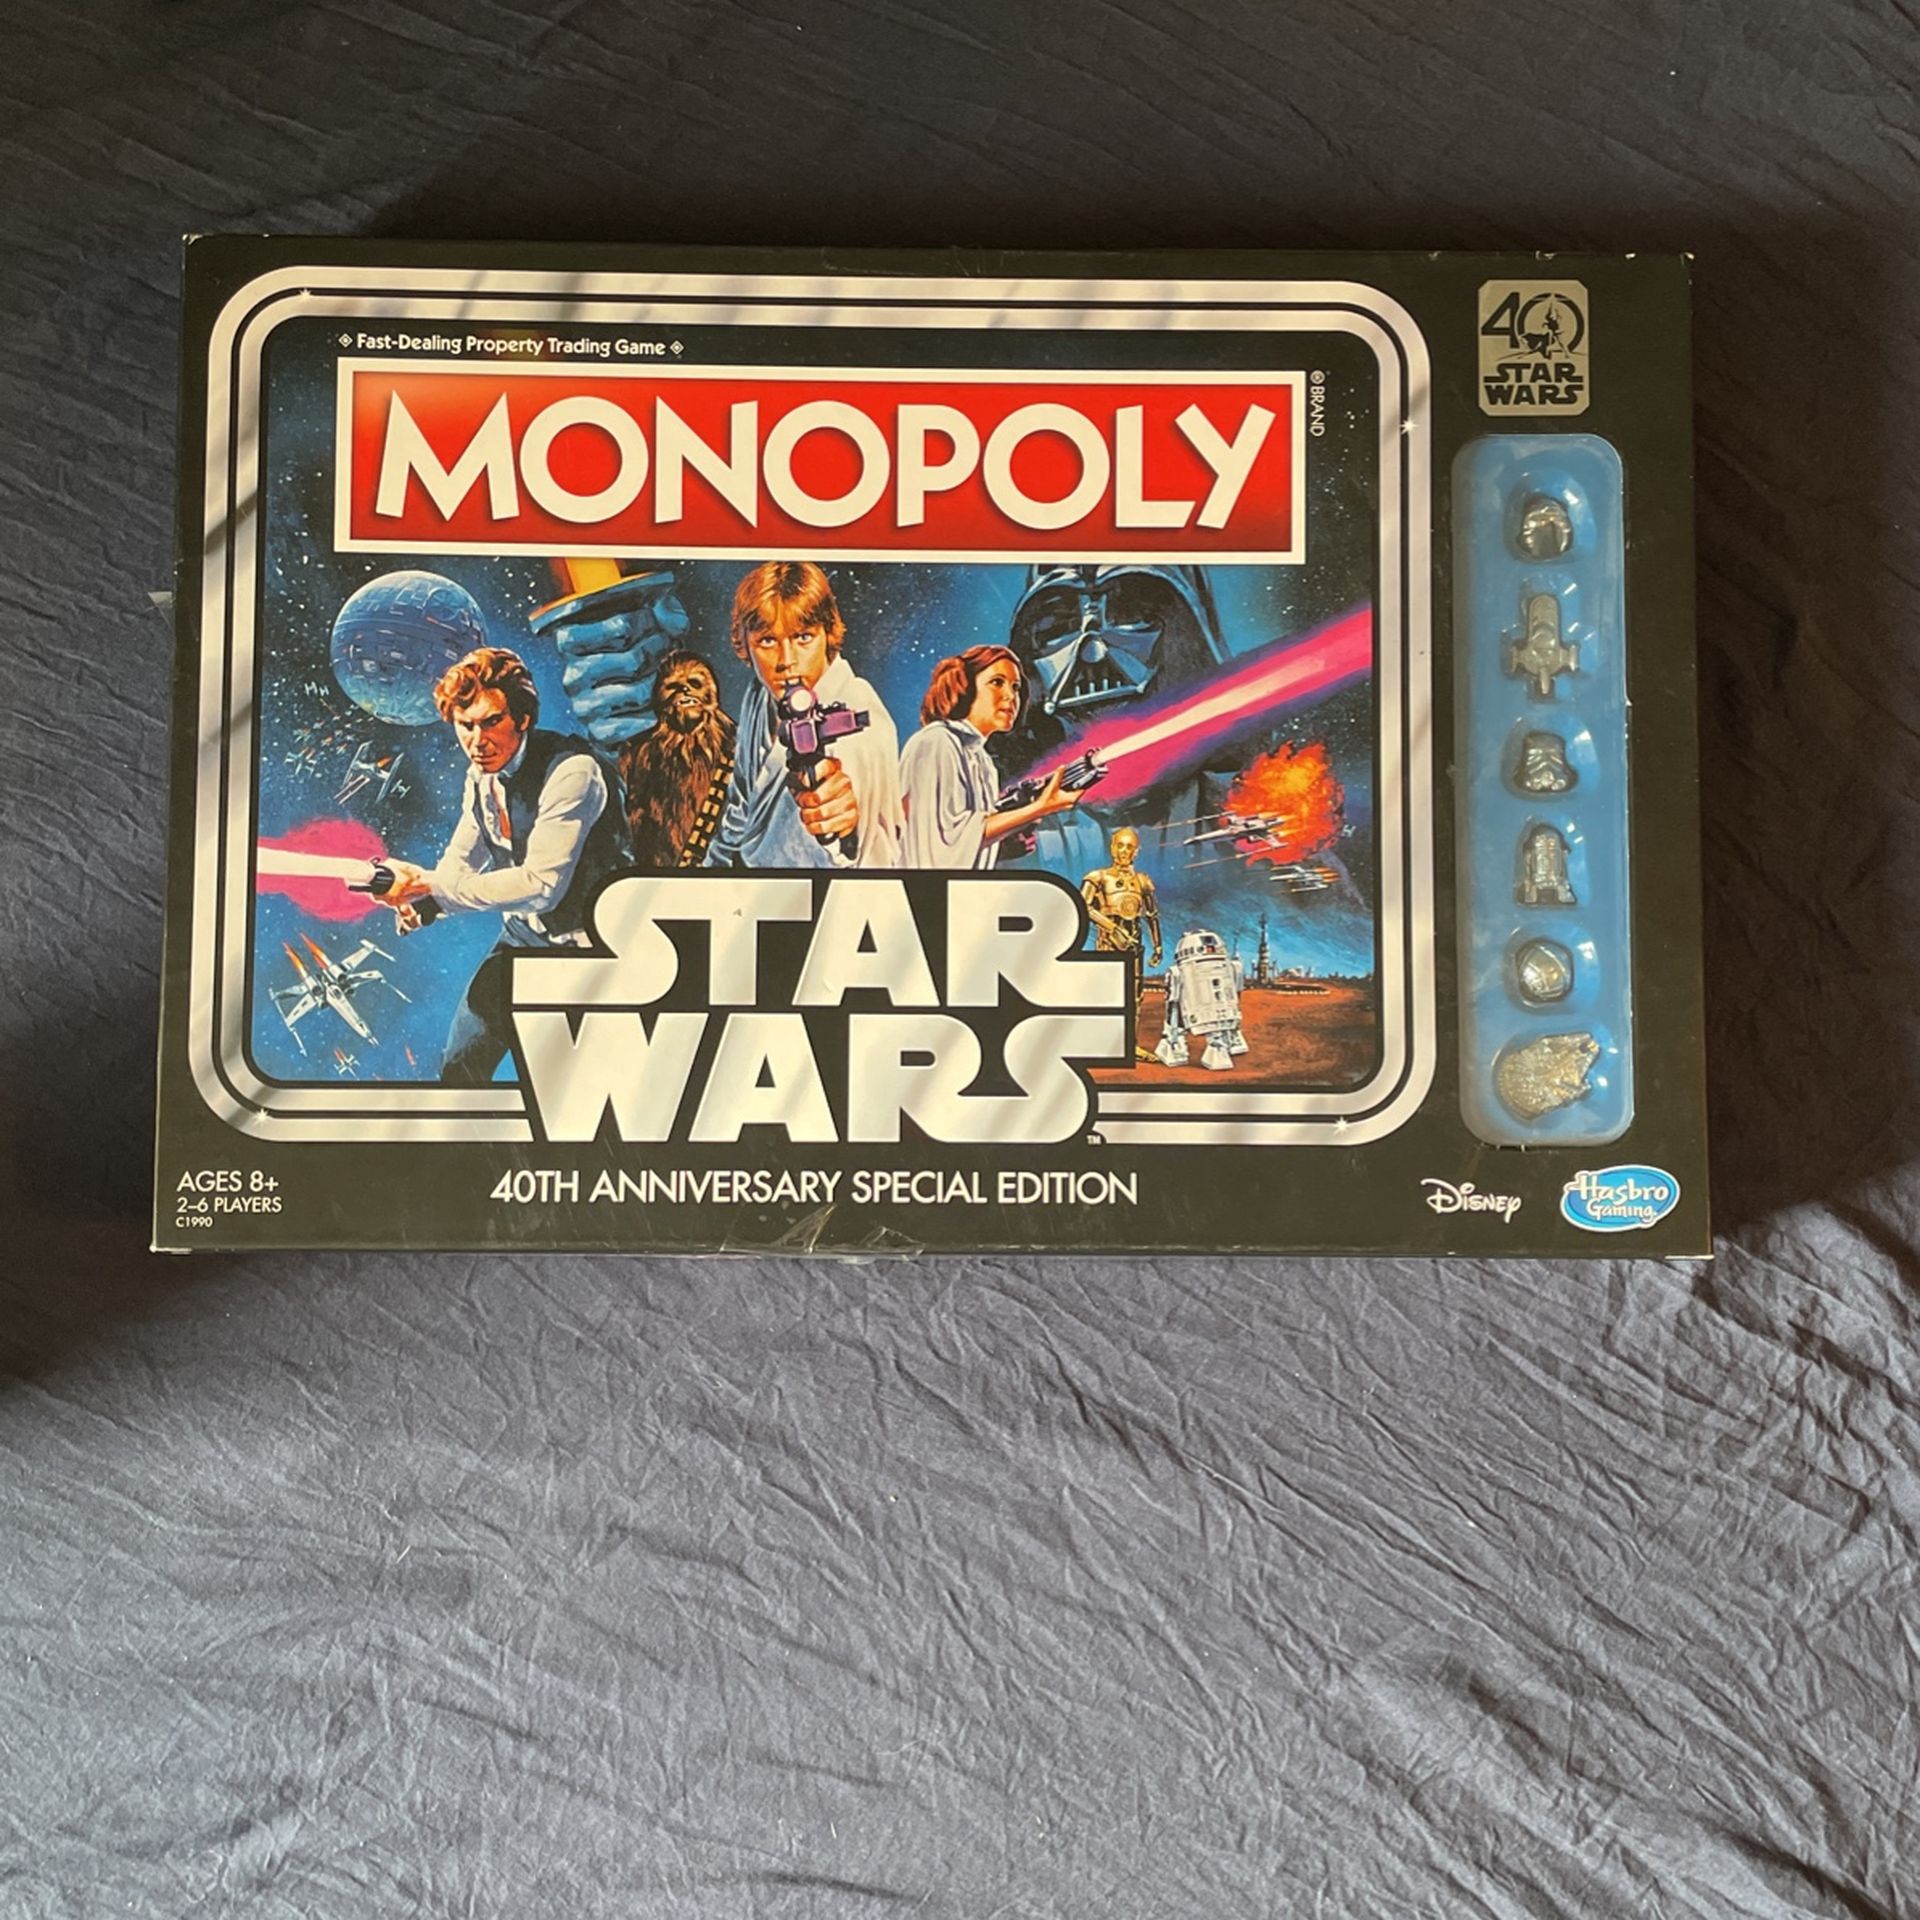 ◈ Fast-Dealing Property Trading Game ◈
MONOPOLY
® BRAND
40
STAR
WARS
STAR
WARS
™
AGES 8+
2–6 PLAYERS
C1990
40TH ANNIVERSARY SPECIAL EDITION
Disney
Hasbro
Gaming